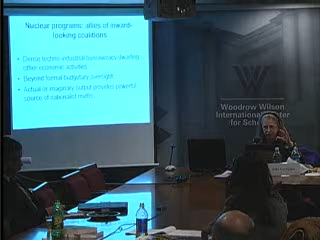 Nuclear programs: allies of inward-
looking coalitions
• Dense techno-industrial bureaucracy dwarfing
other economic activities.
• Beyond formal budgetary oversight.
• Actual or imaginary output provides powerful
source of nationalist myths.
W
Woodrow Wilson
International Center
for Scho